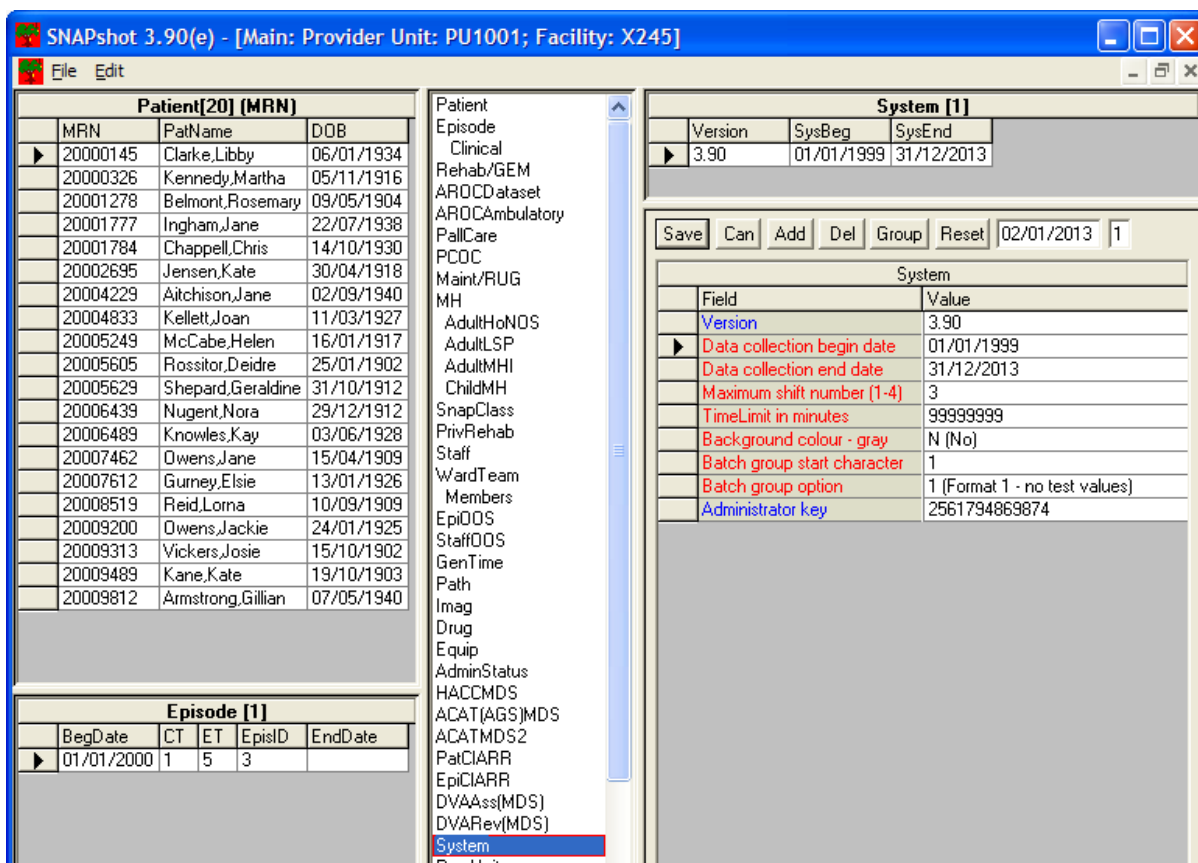 SNAPshot 3.90(e) - [Main: Provider Unit: PU1001; Facility: X245]
File Edit
Patient[20] (MRN)
MRN PatName DOB
20000145 Clarke,Libby 06/01/1934
20000326 Kennedy,Martha 05/11/1916
20001278 Belmont,Rosemary 09/05/1904
20001777 Ingham,Jane 22/07/1938
20001784 Chappell,Chris 14/10/1930
20002695 Jensen,Kate 30/04/1918
20004229 Aitchison,Jane 02/09/1940
20004833 Kellett,Joan 11/03/1927
20005249 McCabe,Helen 16/01/1917
20005605 Rossitor,Deidre 25/01/1902
20005629 Shepard,Geraldine 31/10/1912
20006439 Nugent,Nora 29/12/1912
20006489 Knowles,Kay 03/06/1928
20007462 Owens,Jane 15/04/1909
20007612 Gurney,Elsie 13/01/1926
20008519 Reid,Lorna 10/09/1909
20009200 Owens,Jackie 24/01/1925
20009313 Vickers,Josie 15/10/1902
20009489 Kane,Kate 19/10/1903
20009812 Armstrong,Gillian 07/05/1940
Episode [1]
BegDate CT ET EpisID EndDate
01/01/2000 1 5 3
Patient
Episode
Clinical
Rehab/GEM
AROCDataset
AROCAmbulatory
PallCare
PCOC
Maint/RUG
MH
AdultHoNOS
AdultLSP
AdultMHI
ChildMH
SnapClass
PrivRehab
Staff
WardTeam
Members
EpiOOS
StaffOOS
GenTime
Path
Imag
Drug
Equip
AdminStatus
HACCMDS
ACAT(AGS)MDS
ACATMDS2
PatCIARR
EpiCIARR
DVAAss(MDS)
DVARev(MDS)
System
System [1]
Version SysBeg SysEnd
3.90 01/01/1999 31/12/2013
Save Can Add Del Group Reset 02/01/2013 1
System
Field Value
Version 3.90
Data collection begin date 01/01/1999
Data collection end date 31/12/2013
Maximum shift number (1-4) 3
TimeLimit in minutes 99999999
Background colour - gray N (No)
Batch group start character 1
Batch group option 1 (Format 1 - no test values)
Administrator key 2561794869874